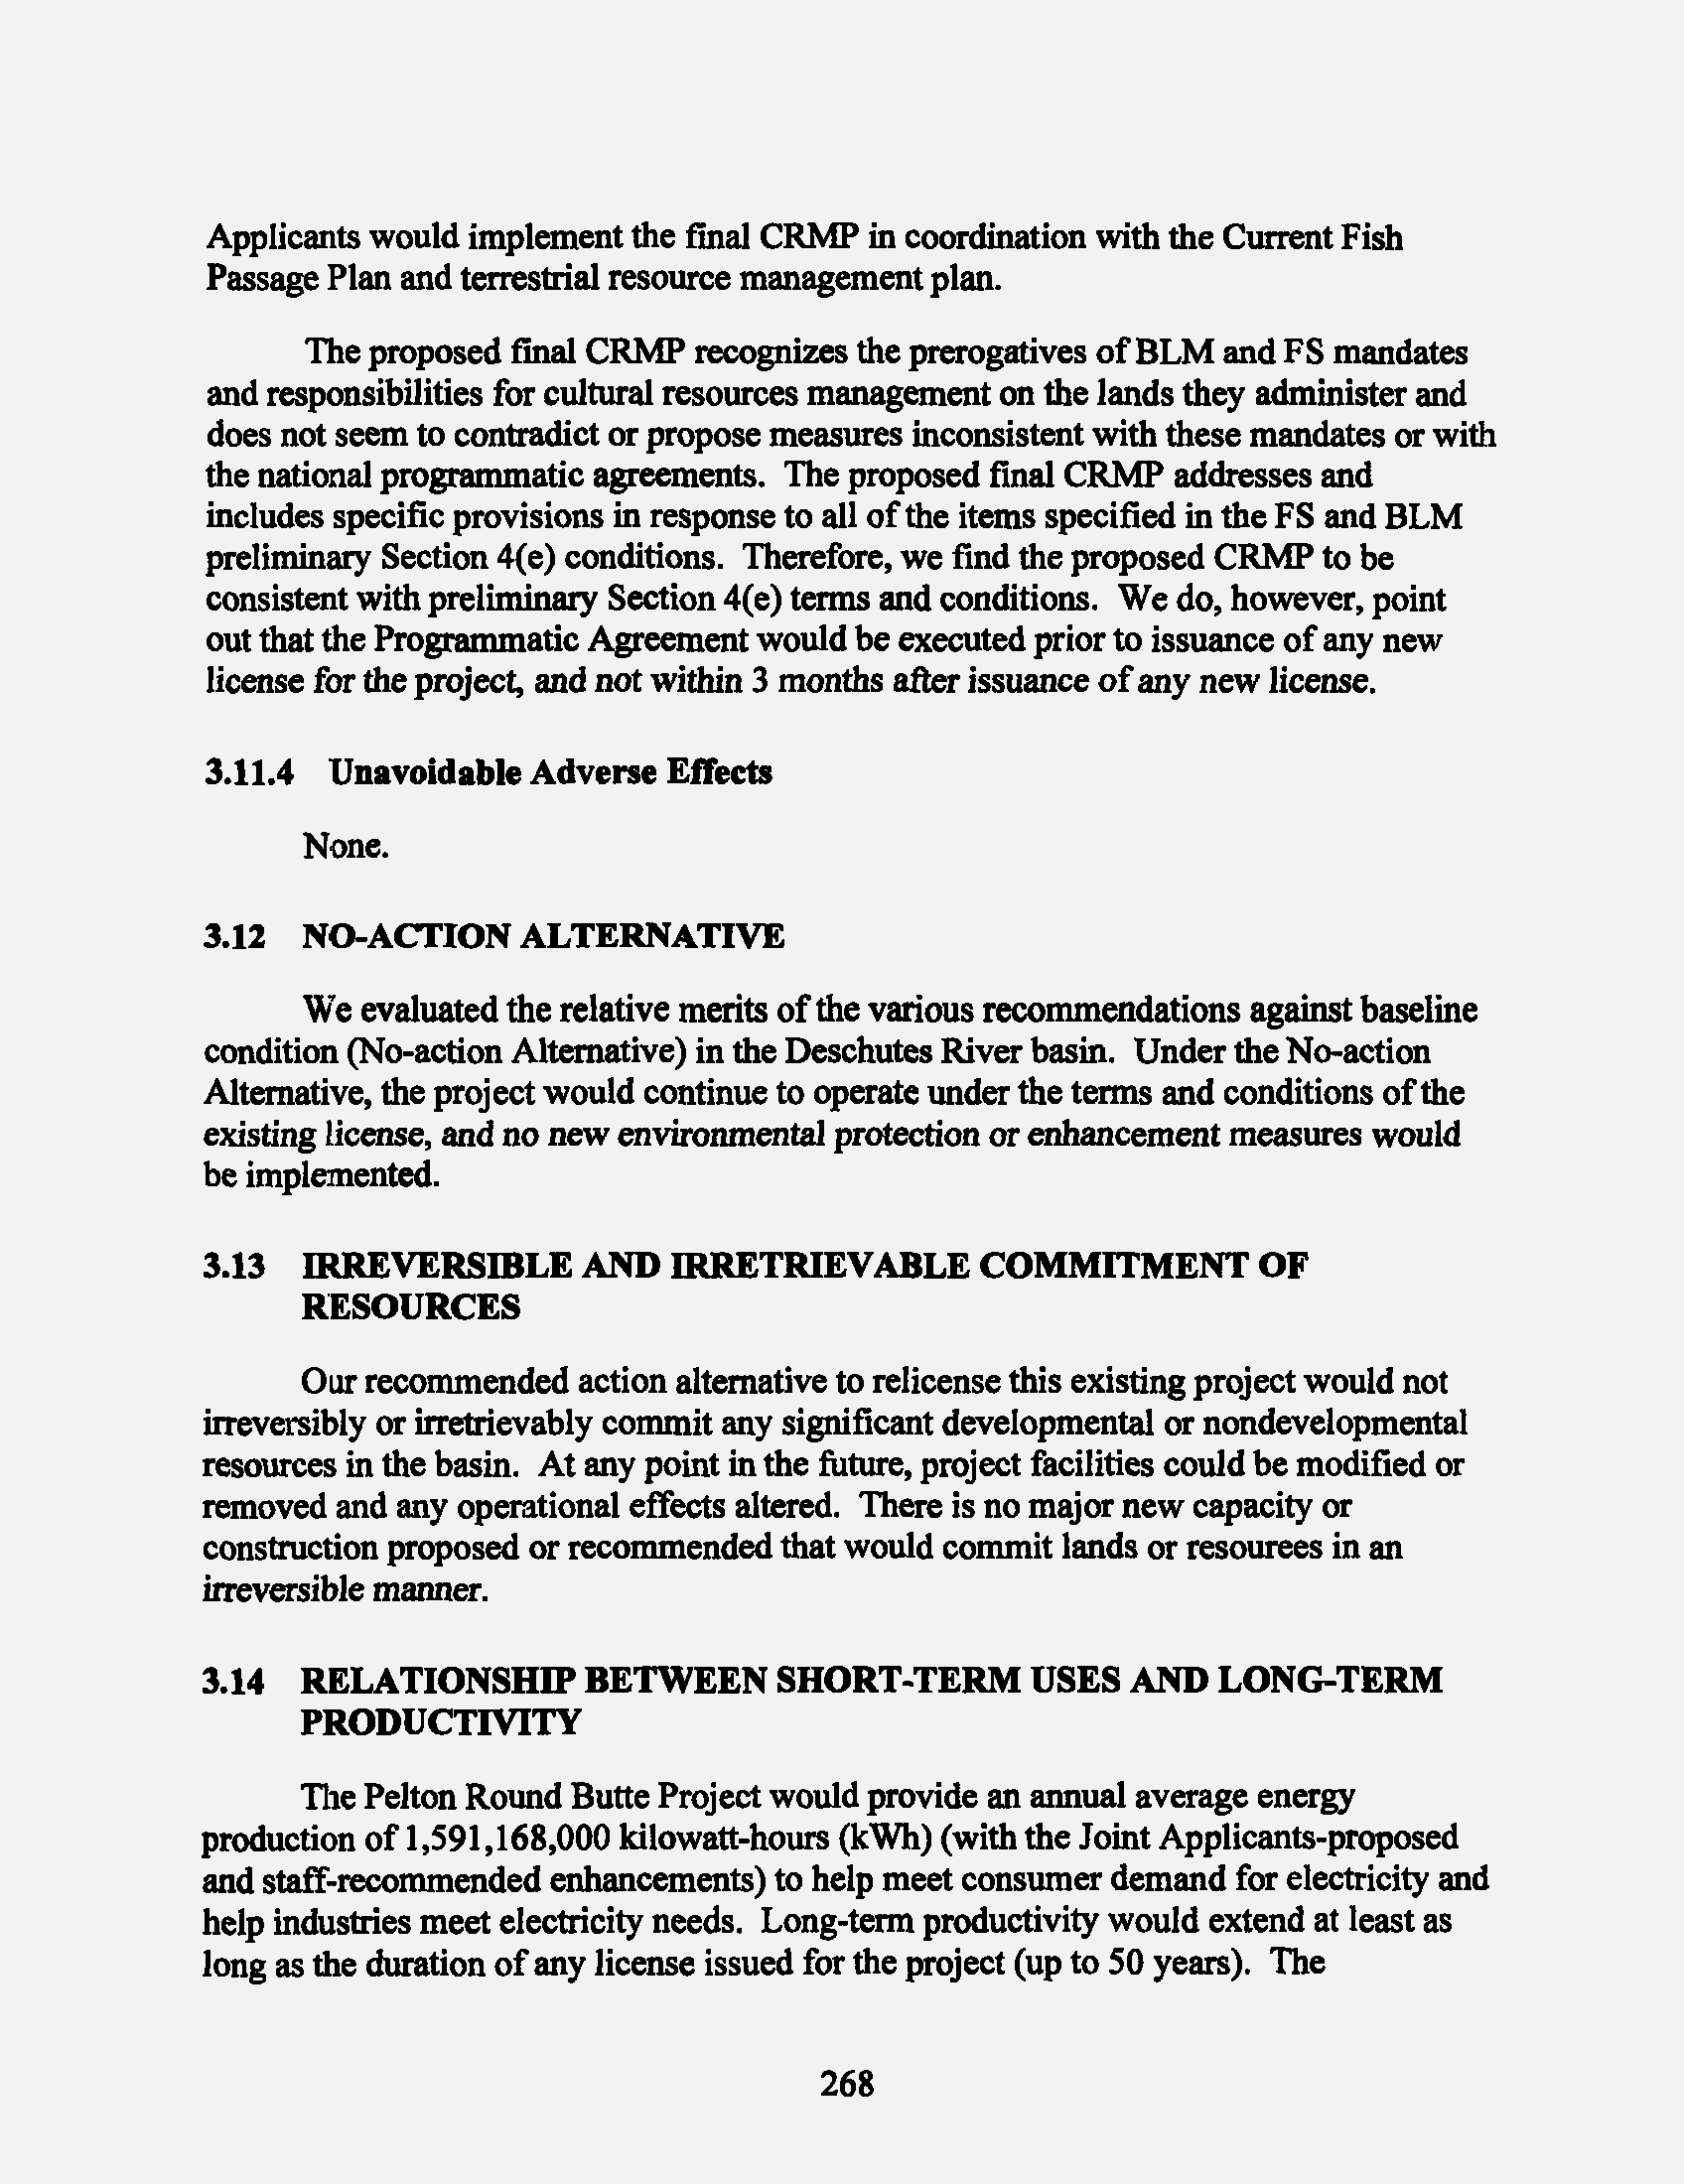 Applicants would implement the final CRMP in coordination with the Current Fish
Passage Plan and terrestrial resource management plan.
The proposed final CRMP recognizes the prerogatives of BLM and FS mandates
and responsibilities for cultural resources management on the lands they administer and
does not seem to contradict or propose measures inconsistent with these mandates or with
the national programmatic agreements. The proposed final CRMP addresses and
includes specific provisions in response to all of the items specified in the FS and BLM
preliminary Section 4(e) conditions. Therefore, we find the proposed CRMP to be
consistent with preliminary Section 4(e) terms and conditions. We do, however, point
out that the Programmatic Agreement would be executed prior to issuance of any new
license for the project, and not within 3 months after issuance of any new license.
3.11.4 Unavoidable Adverse Effects
None.
3.12 NO-ACTION ALTERNATIVE
We evaluated the relative merits of the various recommendations against baseline
condition (No-action Alternative) in the Deschutes River basin. Under the No-action
Alternative, the project would continue to operate under the terms and conditions of the
existing license, and no new environmental protection or enhancement measures would
be implemented.
3.13 IRREVERSIBLE AND IRRETRIEVABLE COMMITMENT OF
RESOURCES
Our recommended action alternative to relicense this existing project would not
irreversibly or irretrievably commit any significant developmental or nondevelopmental
resources in the basin. At any point in the future, project facilities could be modified or
removed and any operational effects altered. There is no major new capacity or
construction proposed or recommended that would commit lands or resourees in an
irreversible manner.
3.14 RELATIONSHIP BETWEEN SHORT-TERM USES AND LONG-TERM
PRODUCTIVITY
The Pelton Round Butte Project would provide an annual average energy
production of 1,591,168,000 kilowatt-hours (kWh) (with the Joint Applicants-proposed
and staff-recommended enhancements) to help meet consumer demand for electricity and
help industries meet electricity needs. Long-term productivity would extend at least as
long as the duration of any license issued for the project (up to 50 years). The
268